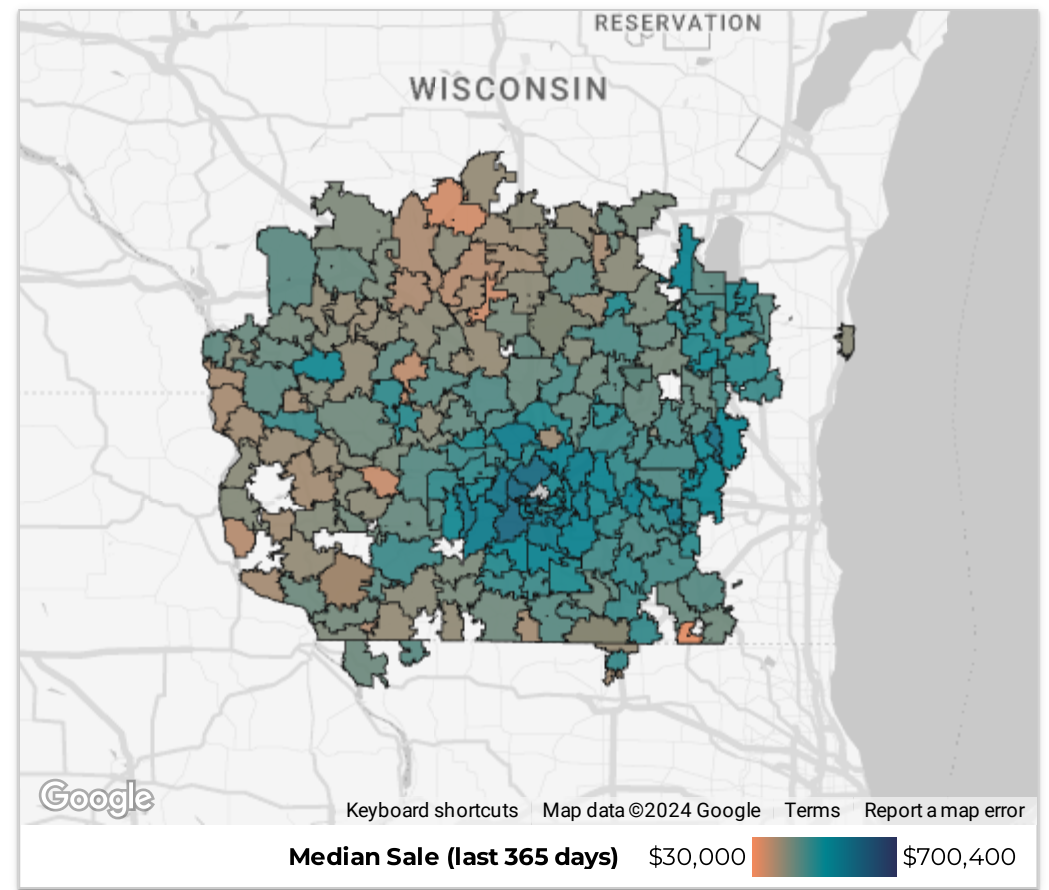 RESERVATION
WISCONSIN
Google
Keyboard shortcuts Map data ©2024 Google Terms Report a map error
Median Sale (last 365 days) $30,000 $700,400